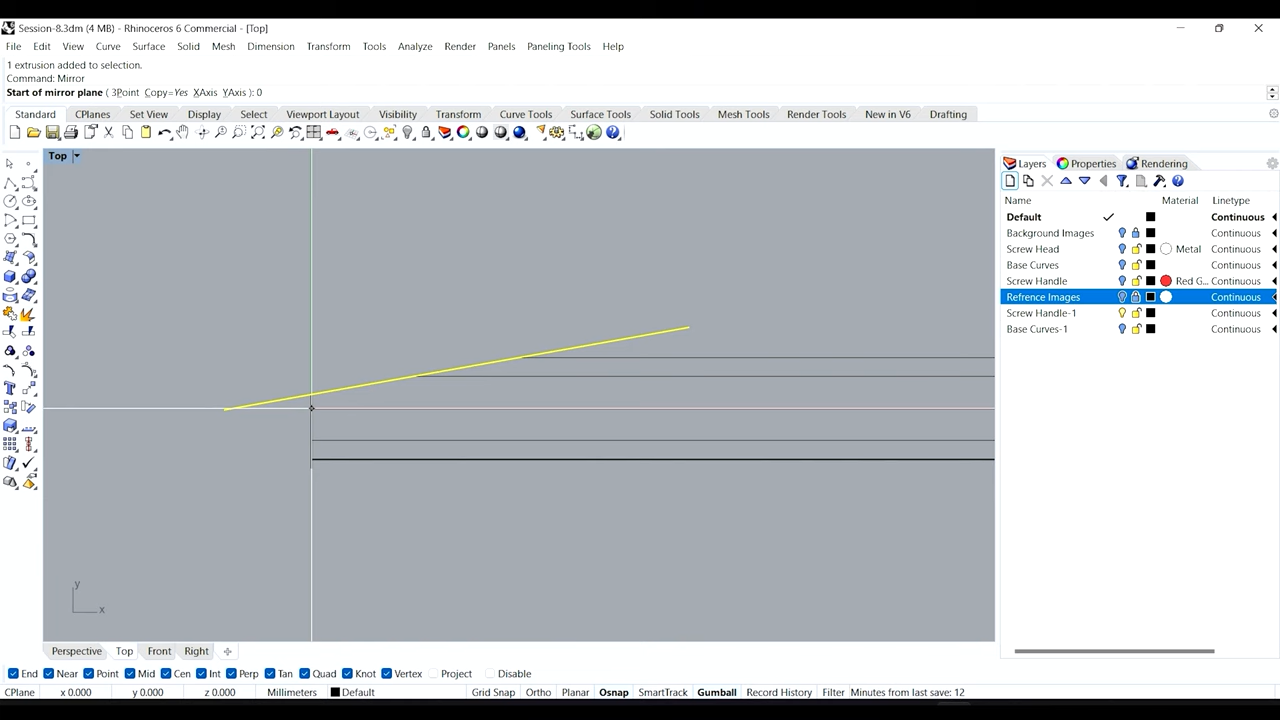 Session-8.3dm (4 MB) - Rhinoceros 6 Commercial - [Top]
File Edit View Curve Surface Solid Mesh Dimension Transform Tools Analyze Render Panels Paneling Tools Help
1 extrusion added to selection.
Command: Mirror
Start of mirror plane ( 3Point Copy=Yes XAxis YAxis ): 0
Standard CPlanes Set View Display Select Viewport Layout Visibility Transform Curve Tools Surface Tools Solid Tools Mesh Tools Render Tools New in V6 Drafting
Top
Layers Properties Rendering
Name Material Linetype
Default Continuous
Background Images Continuous
Screw Head Metal Continuous
Base Curves Continuous
Screw Handle Red G... Continuous
Refrence Images Continuous
Screw Handle-1 Continuous
Base Curves-1 Continuous
y
x
Perspective Top Front Right
End Near Point Mid Cen Int Perp Tan Quad Knot Vertex Project Disable
CPlane x 0.000 y 0.000 z 0.000 Millimeters Default Grid Snap Ortho Planar Osnap SmartTrack Gumball Record History Filter Minutes from last save: 12